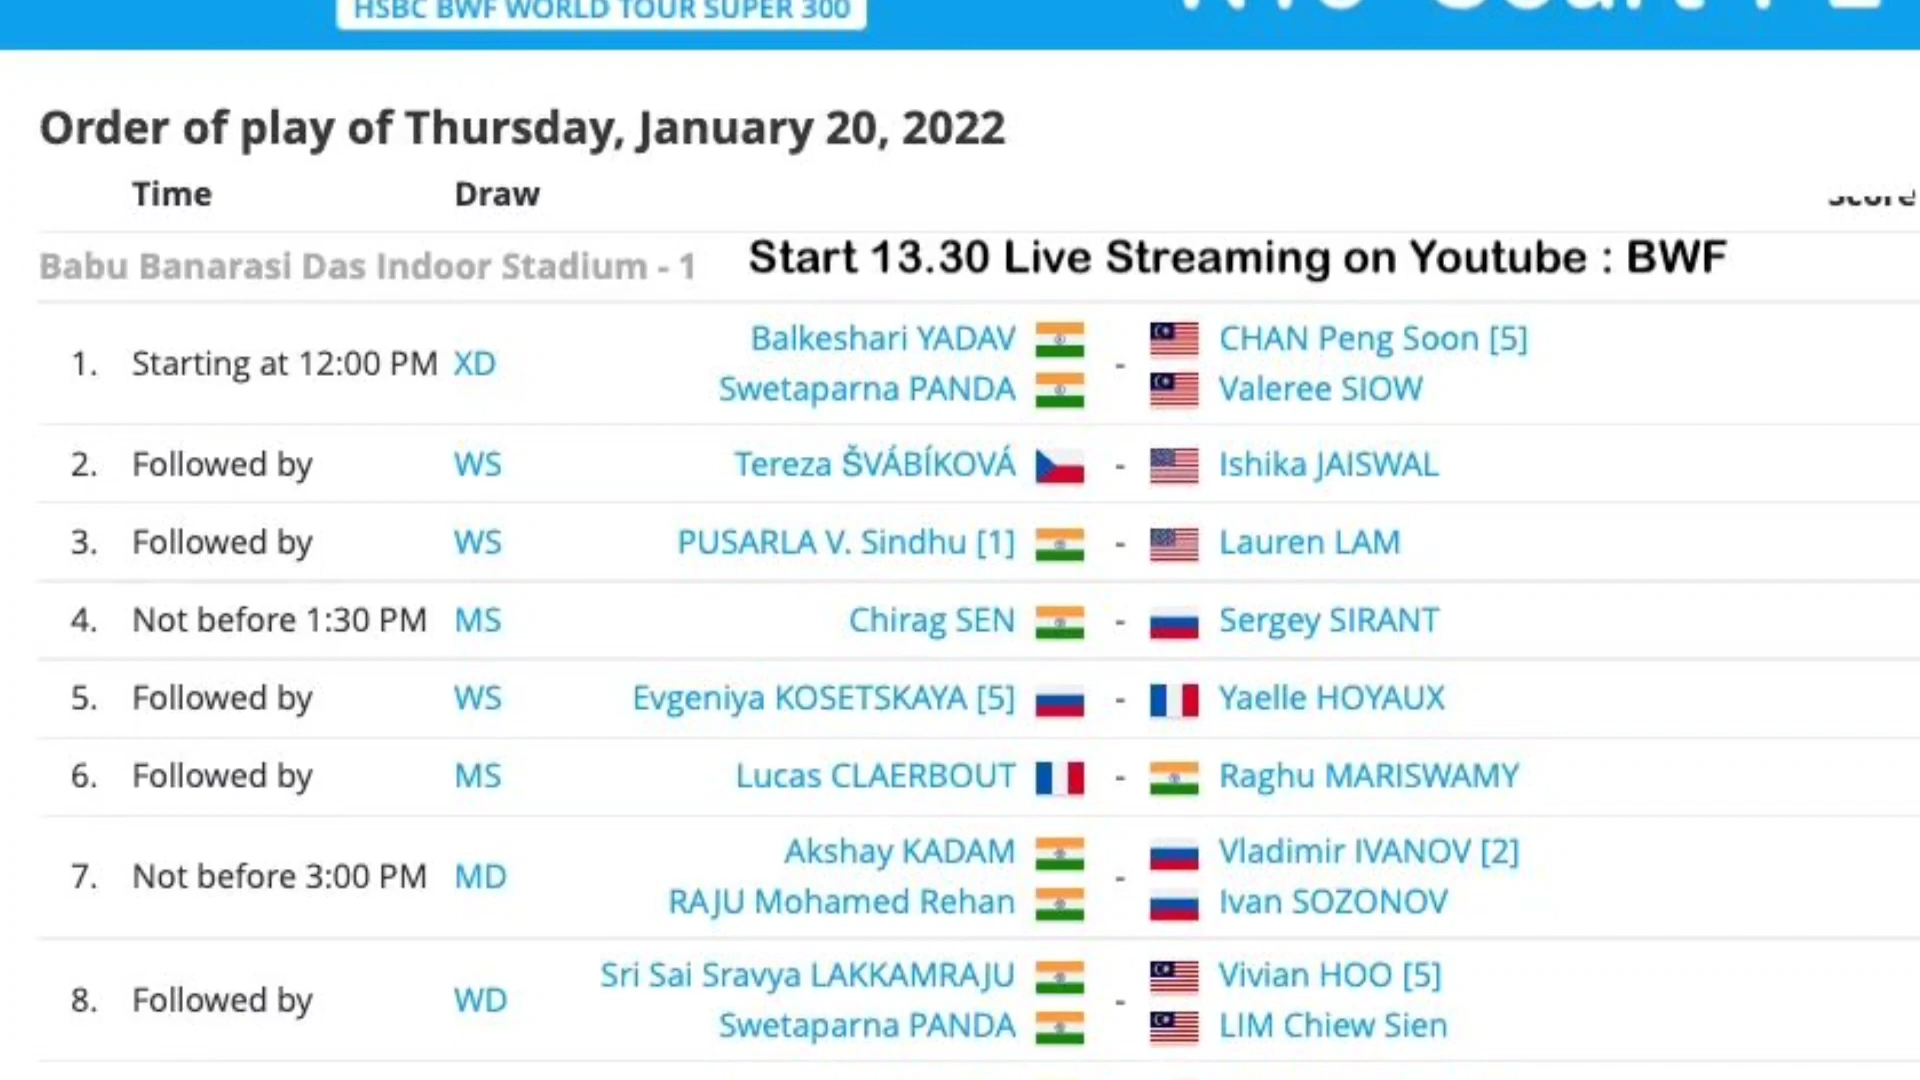 HSBC BWF WORLD TOUR SUPER 300
Order of play of Thursday, January 20, 2022
Time Draw Score
Babu Banarasi Das Indoor Stadium - 1 Start 13.30 Live Streaming on Youtube : BWF
1. Starting at 12:00 PM XD Balkeshari YADAV - CHAN Peng Soon [5]
Swetaparna PANDA Valeree SIOW
2. Followed by WS Tereza ŠVÁBÍKOVÁ - Ishika JAISWAL
3. Followed by WS PUSARLA V. Sindhu [1] - Lauren LAM
4. Not before 1:30 PM MS Chirag SEN - Sergey SIRANT
5. Followed by WS Evgeniya KOSETSKAYA [5] - Yaelle HOYAUX
6. Followed by MS Lucas CLAERBOUT - Raghu MARISWAMY
7. Not before 3:00 PM MD Akshay KADAM - Vladimir IVANOV [2]
RAJU Mohamed Rehan Ivan SOZONOV
8. Followed by WD Sri Sai Sravya LAKKAMRAJU - Vivian HOO [5]
Swetaparna PANDA LIM Chiew Sien